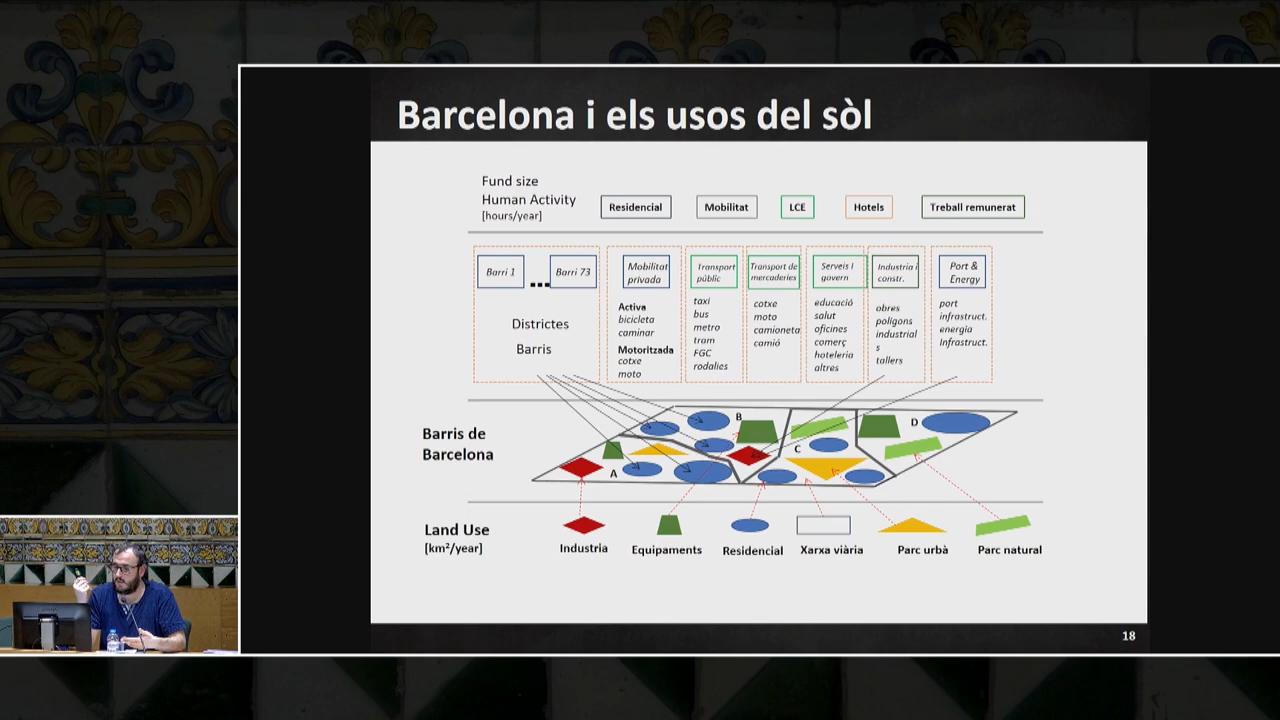 Barcelona i els usos del sòl
Fund size
Human Activity
[hours/year]
Residencial
Mobilitat
LCE
Hotels
Treball remunerat
Barri 1
...
Barri 73
Districtes
Barris
Mobilitat
privada
Activa
bicicleta
caminar
Motoritzada
cotxe
moto
Transport
públic
taxi
bus
metro
tram
FGC
rodalies
Transport de
mercaderies
cotxe
moto
camioneta
camió
Serveis i
govern
educació
salut
oficines
comerç
hoteleria
altres
Industria i
constr.
obres
polígons
industrial
s
tallers
Port &
Energy
port
infrastruct.
energia
Infrastruct.
Barris de
Barcelona
A
B
C
D
Land Use
[km²/year]
Industria
Equipaments
Residencial
Xarxa viària
Parc urbà
Parc natural
18